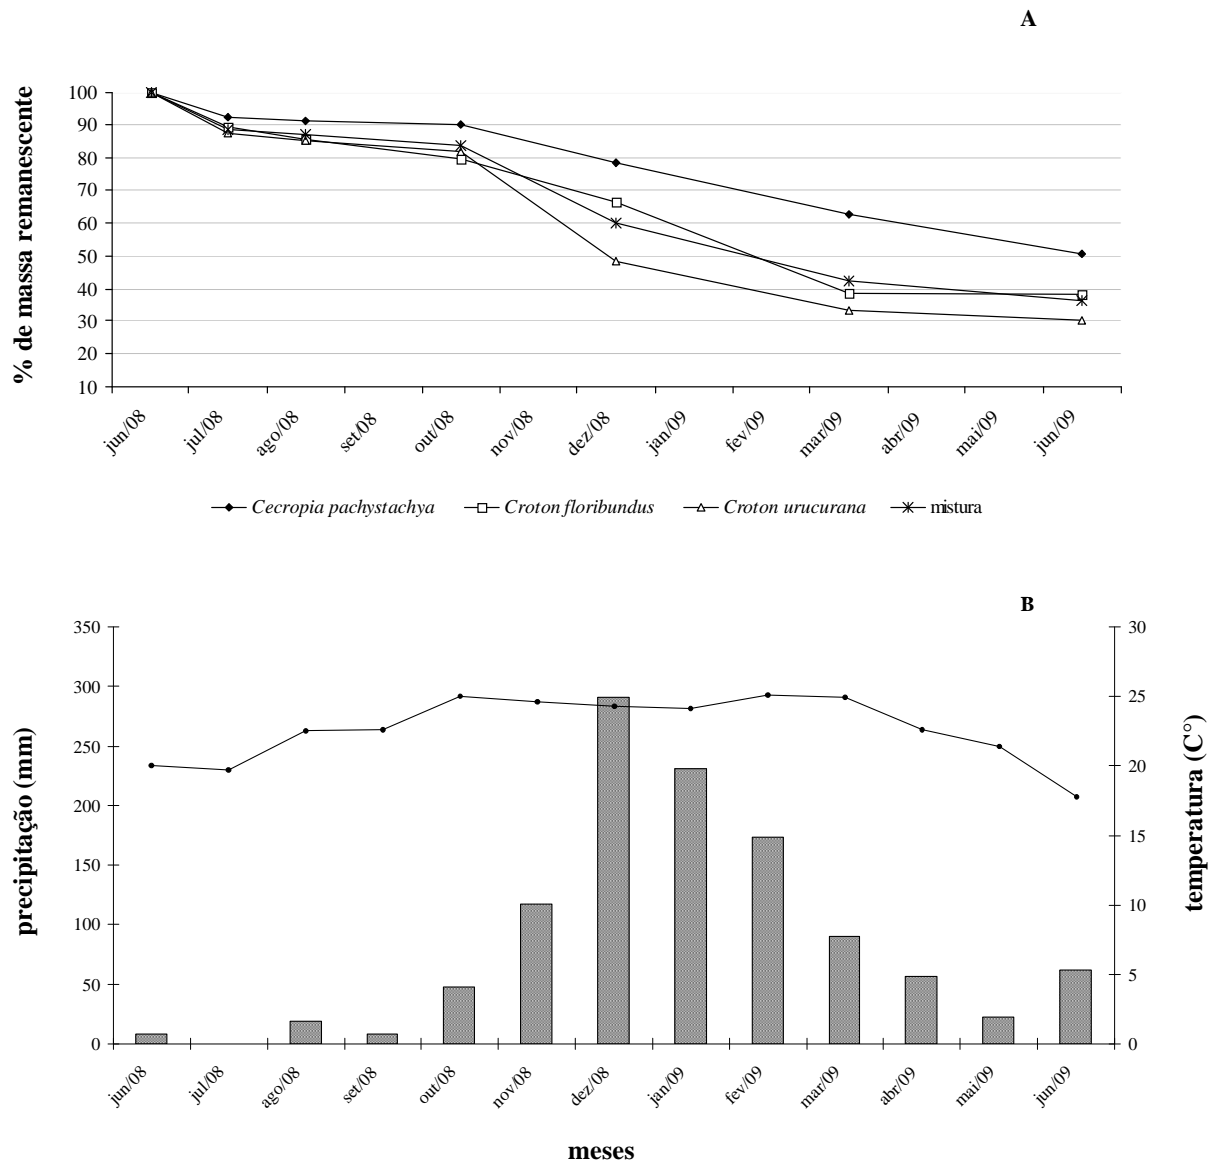 A
% de massa remanescente
100
90
80
70
60
50
40
30
20
10
jun/08 jul/08 ago/08 set/08 out/08 nov/08 dez/08 jan/09 fev/09 mar/09 abr/09 mai/09 jun/09
Cecropia pachystachya Croton floribundus Croton urucurana mistura
B
precipitação (mm)
350
300
250
200
150
100
50
0
30
25
20
15
10
5
0
temperatura (C°)
jun/08 jul/08 ago/08 set/08 out/08 nov/08 dez/08 jan/09 fev/09 mar/09 abr/09 mai/09 jun/09
meses